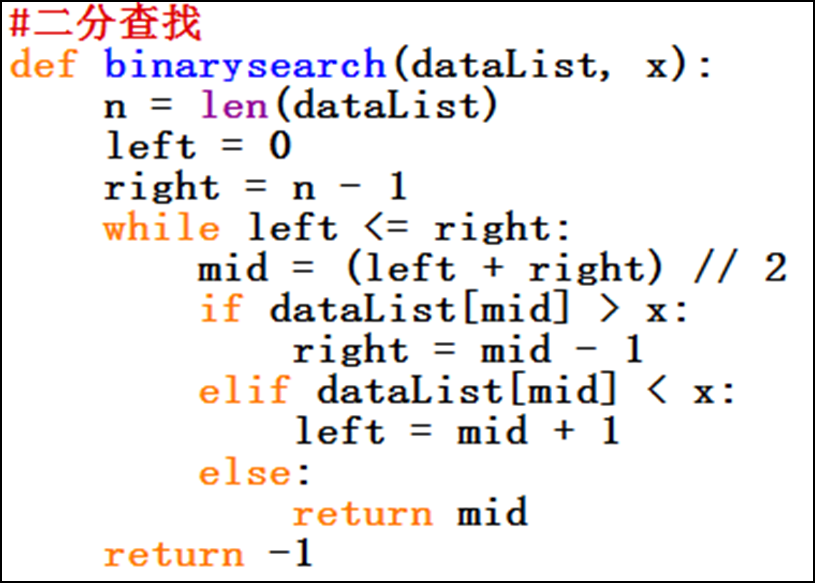 #二分查找
def binarysearch(dataList, x):
    n = len(dataList)
    left = 0
    right = n - 1
    while left <= right:
        mid = (left + right) // 2
        if dataList[mid] > x:
            right = mid - 1
        elif dataList[mid] < x:
            left = mid + 1
        else:
            return mid
    return -1